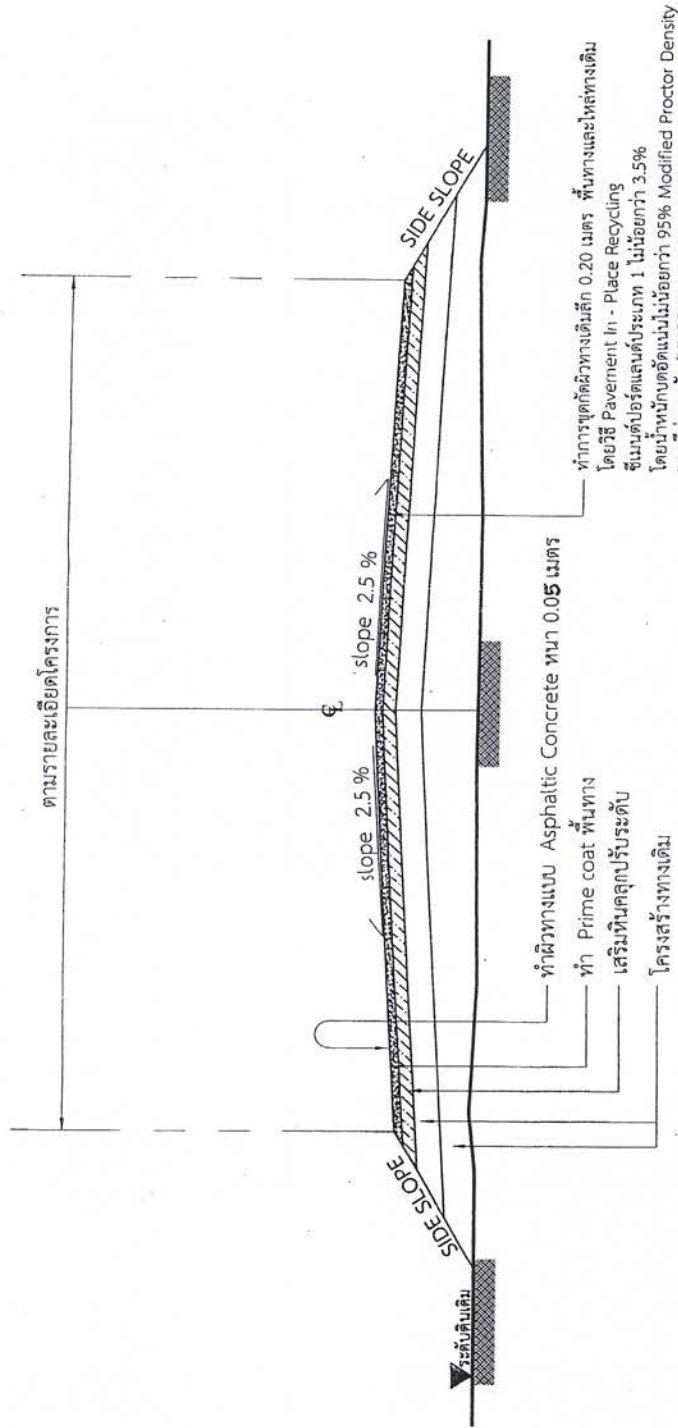 ตามรายละเอียดโครงการ
℄
slope 2.5 %
slope 2.5 %
SIDE SLOPE
SIDE SLOPE
ระดับดินเดิม
ทำผิวทางแบบ Asphaltic Concrete หนา 0.05 เมตร
ทำ Prime coat พื้นทาง
เสริมหินคลุกปรับระดับ
โครงสร้างทางเดิม
ทำการขุดกัดผิวทางเดิมลึก 0.20 เมตร พื้นทางและไหล่ทางเดิม
โดยวิธี Pavement In - Place Recycling
ซีเมนต์ปอร์ตแลนด์ประเภท 1 ไม่น้อยกว่า 3.5%
โดยน้ำหนักบดอัดแน่นไม่น้อยกว่า 95% Modified Proctor Density